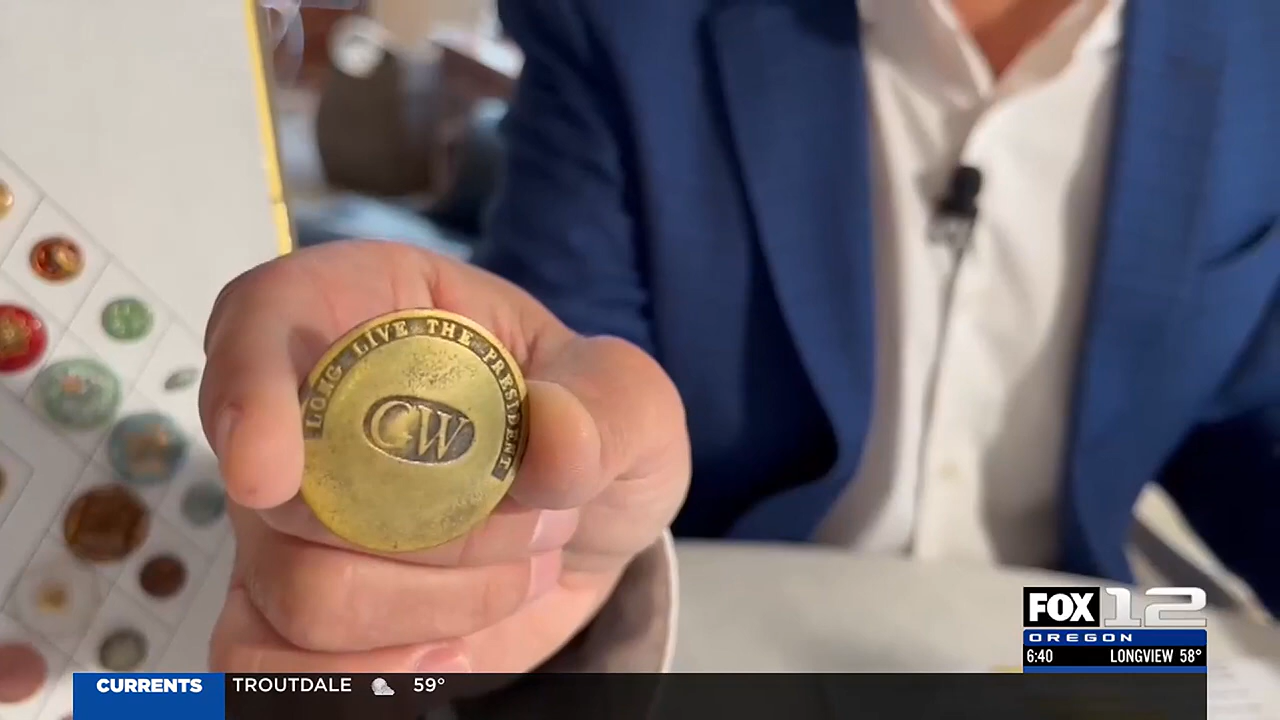 LONG LIVE THE PRESIDENT
GW
FOX 12
OREGON
6:40 LONGVIEW 58°
CURRENTS TROUTDALE 59°